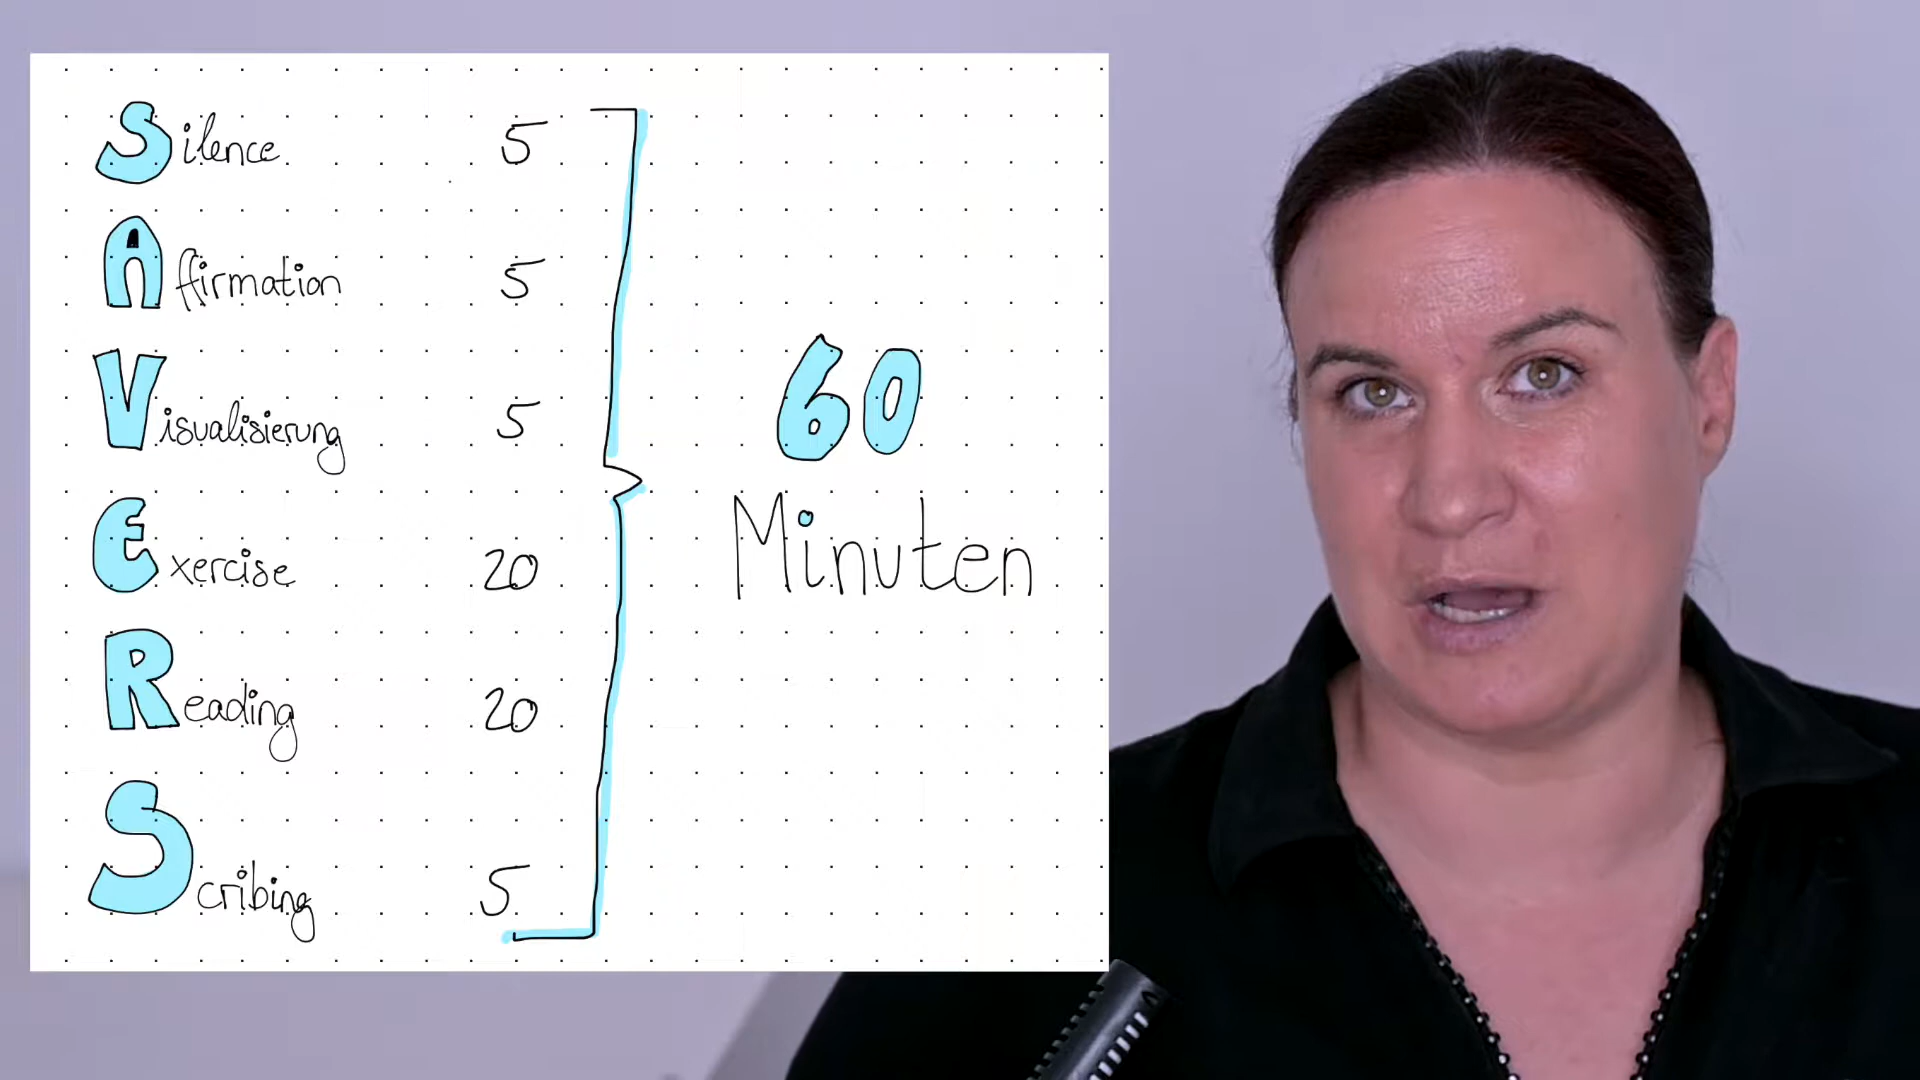 Silence 5
Affirmation 5
Visualisierung 5
Exercise 20
Reading 20
Scribing 5
60
Minuten